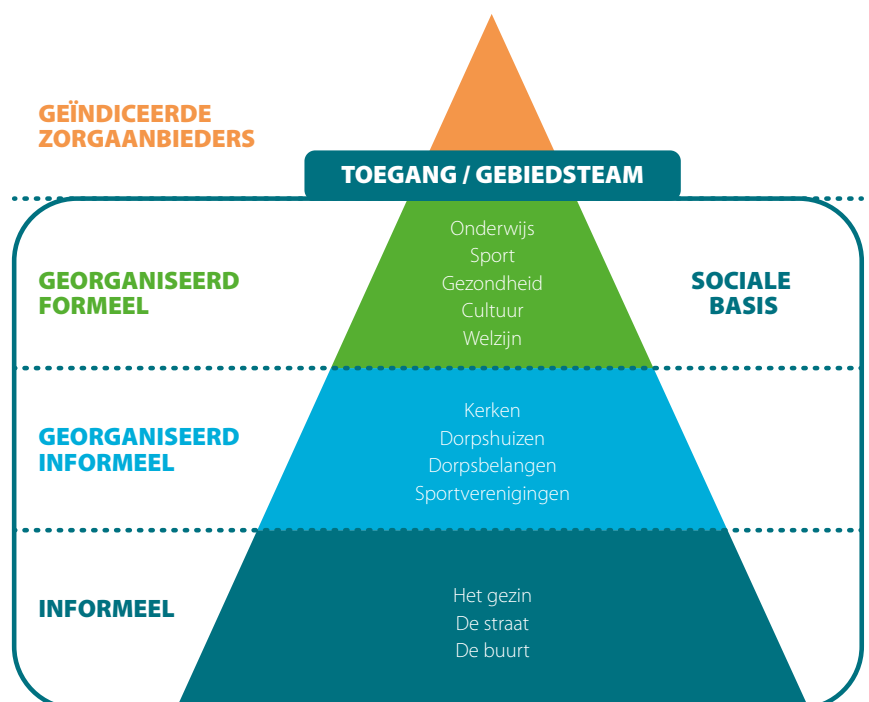 GEÏNDICEERDE
ZORGAANBIEDERS
TOEGANG / GEBIEDSTEAM
GEORGANISEERD
FORMEEL
Onderwijs
Sport
Gezondheid
Cultuur
Welzijn
SOCIALE
BASIS
GEORGANISEERD
INFORMEEL
Kerken
Dorpshuizen
Dorpsbelangen
Sportverenigingen
INFORMEEL
Het gezin
De straat
De buurt